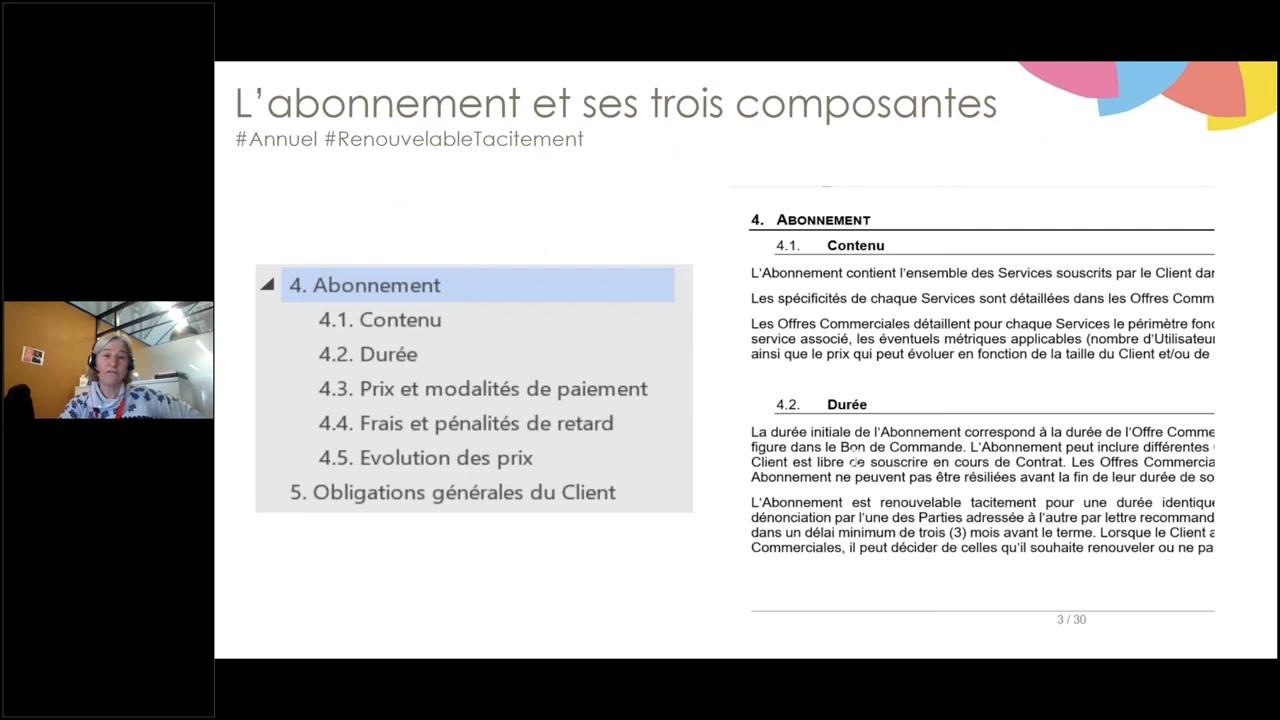 L'abonnement et ses trois composantes
#Annuel #RenouvelableTacitement
4. Abonnement
4.1. Contenu
4.2. Durée
4.3. Prix et modalités de paiement
4.4. Frais et pénalités de retard
4.5. Evolution des prix
5. Obligations générales du Client
4. ABONNEMENT
4.1. Contenu
L'Abonnement contient l'ensemble des Services souscrits par le Client dan
Les spécificités de chaque Services sont détaillées dans les Offres Comm
Les Offres Commerciales détaillent pour chaque Services le périmètre fonc
service associé, les éventuels métriques applicables (nombre d'Utilisateur
ainsi que le prix qui peut évoluer en fonction de la taille du Client et/ou de
4.2. Durée
La durée initiale de l'Abonnement correspond à la durée de l'Offre Comme
figure dans le Bon de Commande. L'Abonnement peut inclure différentes
Client est libre de souscrire en cours de Contrat. Les Offres Commercia
Abonnement ne peuvent pas être résiliées avant la fin de leur durée de so
L'Abonnement est renouvelable tacitement pour une durée identique
dénonciation par l'une des Parties adressée à l'autre par lettre recommand
dans un délai minimum de trois (3) mois avant le terme. Lorsque le Client a
Commerciales, il peut décider de celles qu'il souhaite renouveler ou ne pa
3 / 30